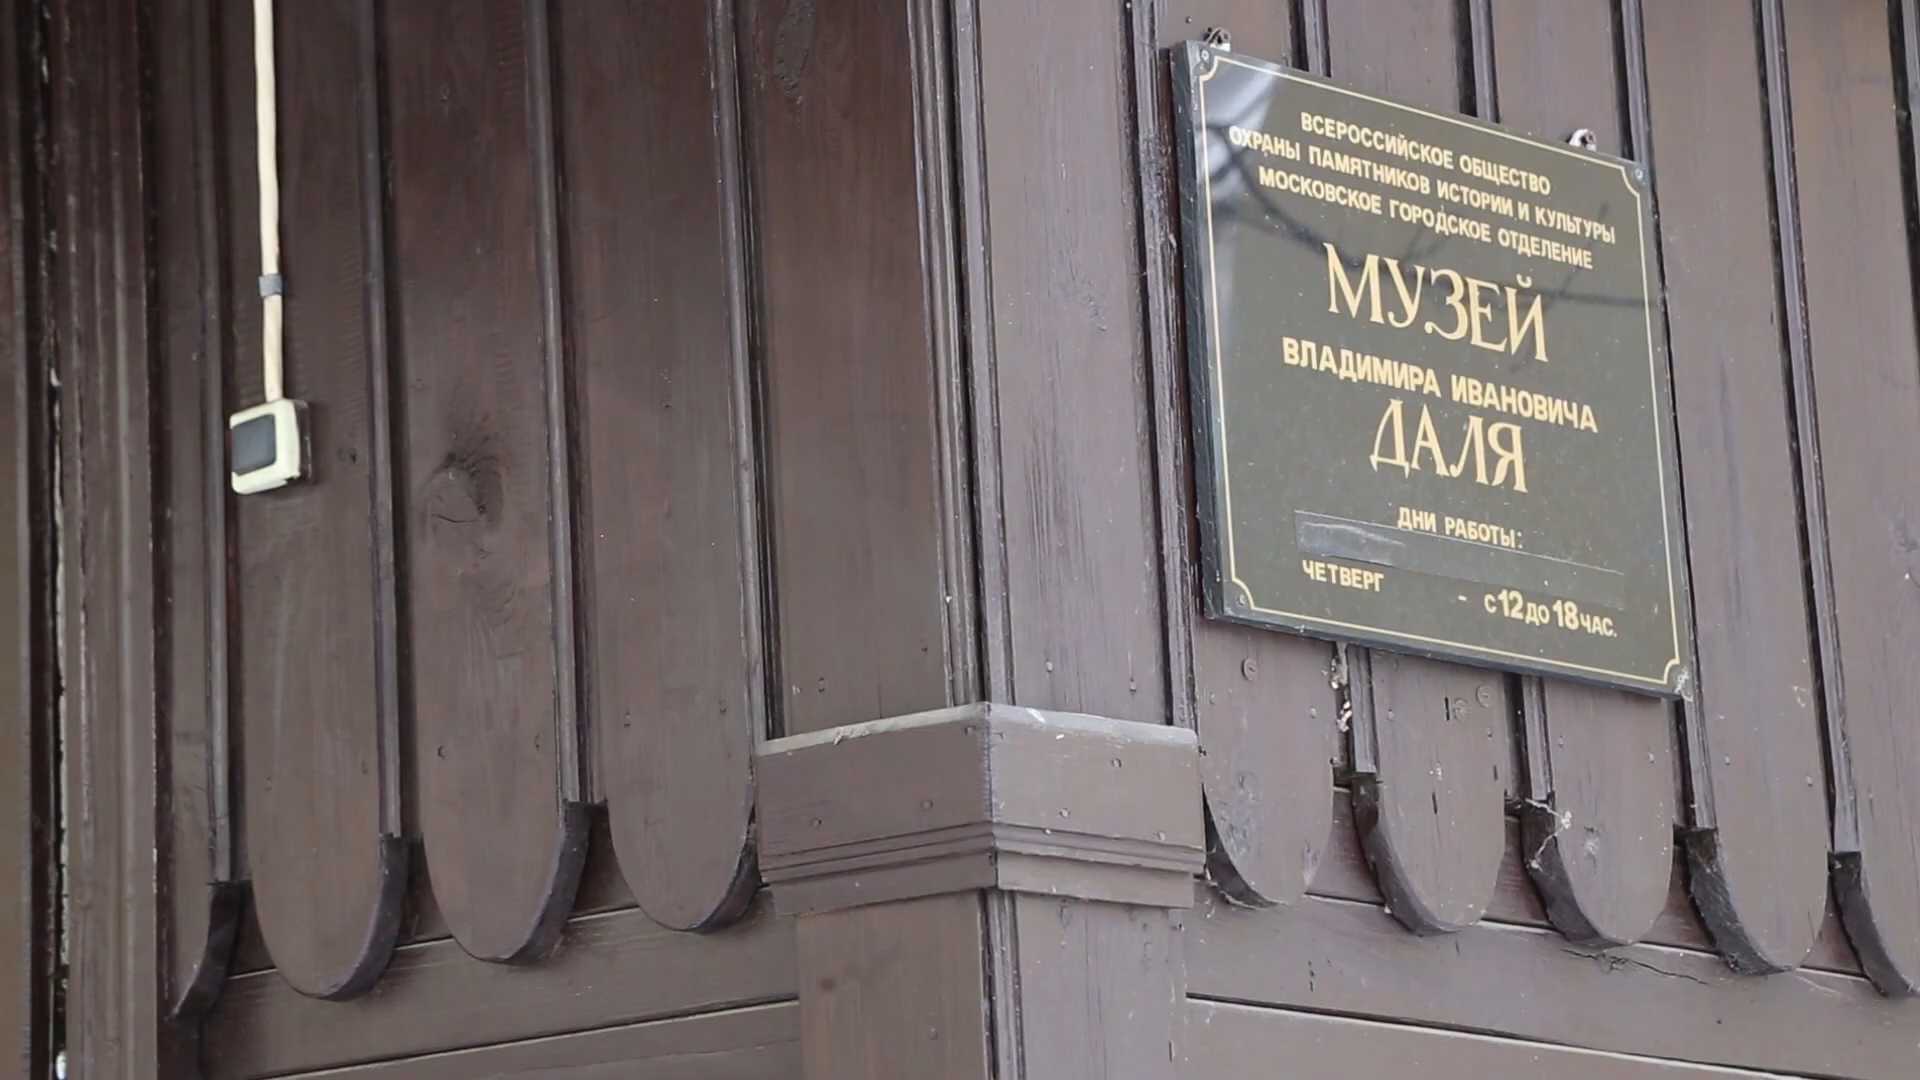 ВСЕРОССИЙСКОЕ ОБЩЕСТВО
ОХРАНЫ ПАМЯТНИКОВ ИСТОРИИ И КУЛЬТУРЫ
МОСКОВСКОЕ ГОРОДСКОЕ ОТДЕЛЕНИЕ
МУЗЕЙ
ВЛАДИМИРА ИВАНОВИЧА
ДАЛЯ
ДНИ РАБОТЫ:
ЧЕТВЕРГ - С 12 ДО 18 ЧАС.